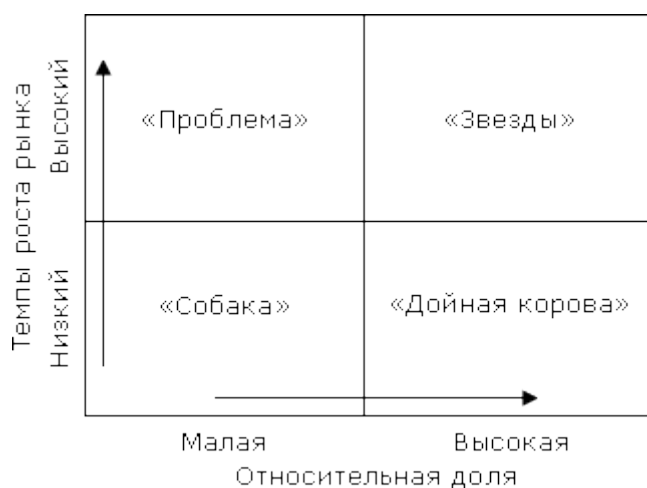 Темпы роста рынка
Высокий
Низкий
«Проблема»
«Звезды»
«Собака»
«Дойная корова»
Малая
Высокая
Относительная доля